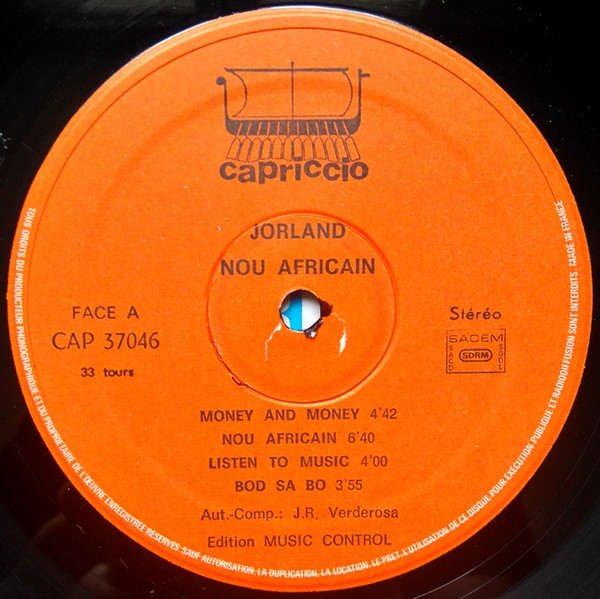 capriccio
JORLAND
NOU AFRICAIN
FACE A
CAP 37046
33 tours
Stéréo
SACEM
SACD
SDRM
SGDL
MONEY AND MONEY 4'42
NOU AFRICAIN 6'40
LISTEN TO MUSIC 4'00
BOD SA BO 3'55
Aut.-Comp.: J.R. Verderosa
Edition MUSIC CONTROL
TOUS DROITS DU PRODUCTEUR PHONOGRAPHIQUE ET DU PROPRIETAIRE DE L'ŒUVRE ENREGISTREE RESERVES. SAUF AUTORISATION, LA DUPLICATION, LA LOCATION, LE PRET, L'UTILISATION DE CE DISQUE POUR EXECUTION PUBLIQUE ET RADIODIFFUSION SONT INTERDITS. MADE IN FRANCE